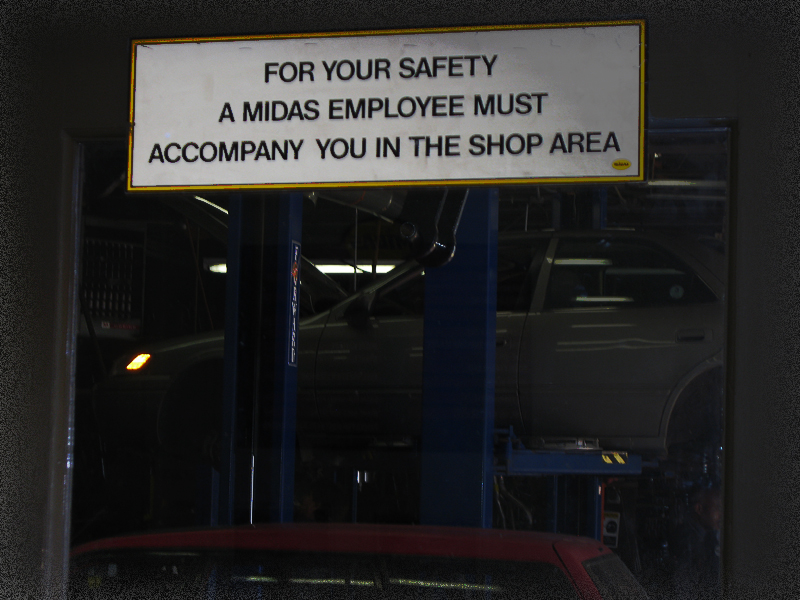 FOR YOUR SAFETY
A MIDAS EMPLOYEE MUST
ACCOMPANY YOU IN THE SHOP AREA